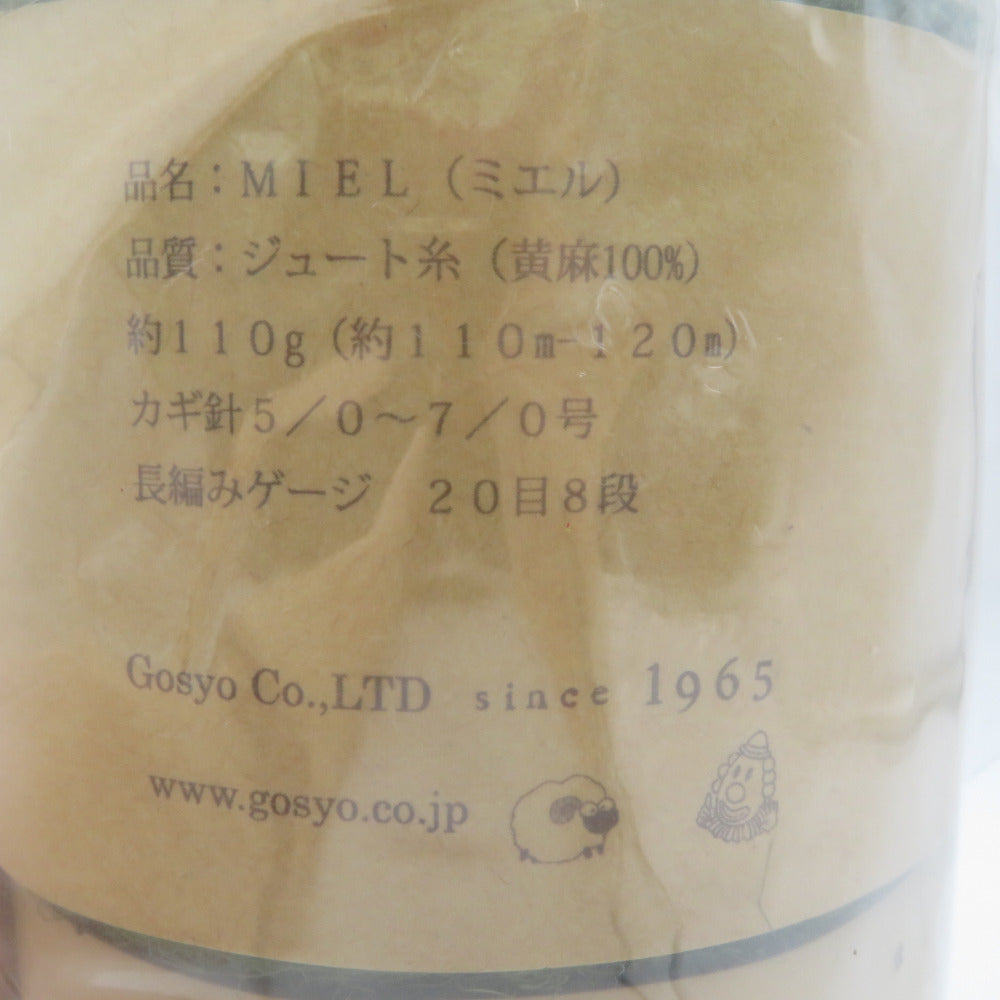 品名：ＭＩＥＬ（ミエル）
品質：ジュート糸（黄麻100%）
約１１０g（約１１０m-１２０m）
カギ針５／０～７／０号
長編みゲージ　２０目８段
Gosyo Co.,LTD since 1965
www.gosyo.co.jp